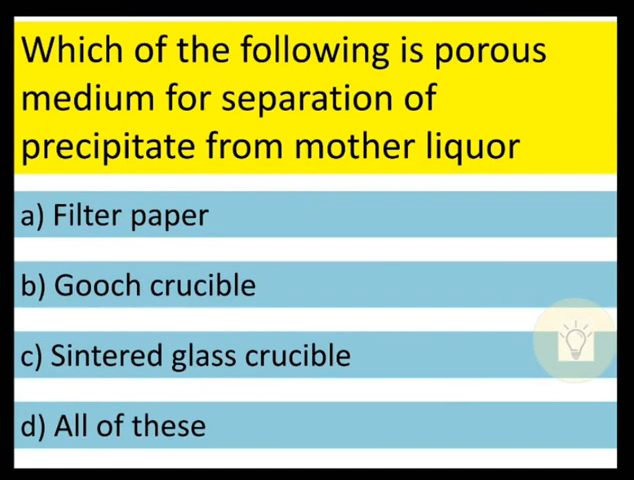 Which of the following is porous
medium for separation of
precipitate from mother liquor
a) Filter paper
b) Gooch crucible
c) Sintered glass crucible
d) All of these